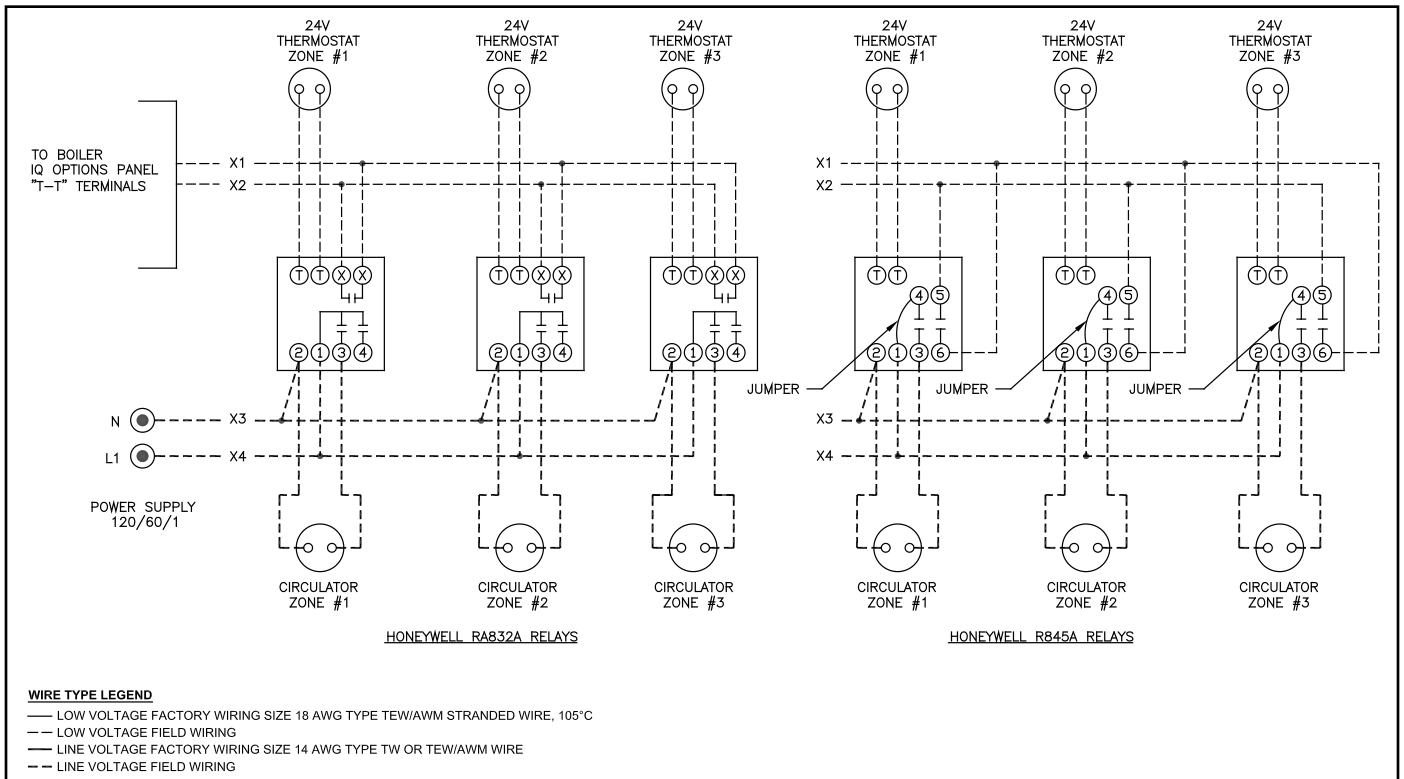 24V
THERMOSTAT
ZONE #1
24V
THERMOSTAT
ZONE #2
24V
THERMOSTAT
ZONE #3
24V
THERMOSTAT
ZONE #1
24V
THERMOSTAT
ZONE #2
24V
THERMOSTAT
ZONE #3
TO BOILER
IQ OPTIONS PANEL
"T-T" TERMINALS
X1
X2
X1
X2
T T X X
T T X X
T T X X
T T
T T
T T
4 5
4 5
4 5
2 1 3 4
2 1 3 4
2 1 3 4
2 1 3 6
2 1 3 6
2 1 3 6
JUMPER
JUMPER
JUMPER
N
X3
X3
L1
X4
X4
POWER SUPPLY
120/60/1
CIRCULATOR
ZONE #1
CIRCULATOR
ZONE #2
CIRCULATOR
ZONE #3
CIRCULATOR
ZONE #1
CIRCULATOR
ZONE #2
CIRCULATOR
ZONE #3
HONEYWELL RA832A RELAYS
HONEYWELL R845A RELAYS
WIRE TYPE LEGEND
LOW VOLTAGE FACTORY WIRING SIZE 18 AWG TYPE TEW/AWM STRANDED WIRE, 105°C
LOW VOLTAGE FIELD WIRING
LINE VOLTAGE FACTORY WIRING SIZE 14 AWG TYPE TW OR TEW/AWM WIRE
LINE VOLTAGE FIELD WIRING